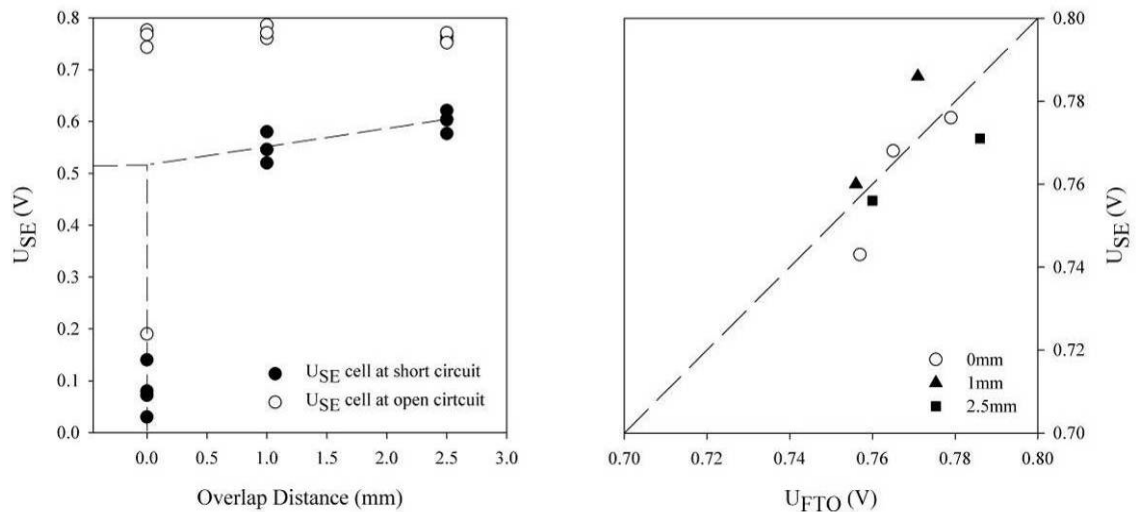 0.8
0.7
0.6
0.5
0.4
0.3
0.2
0.1
0.0
USE (V)
USE cell at short circuit
USE cell at open cirtcuit
0.0 0.5 1.0 1.5 2.0 2.5 3.0
Overlap Distance (mm)
0.80
0.78
0.76
0.74
0.72
0.70
USE (V)
0mm
1mm
2.5mm
0.70 0.72 0.74 0.76 0.78 0.80
UFTO (V)